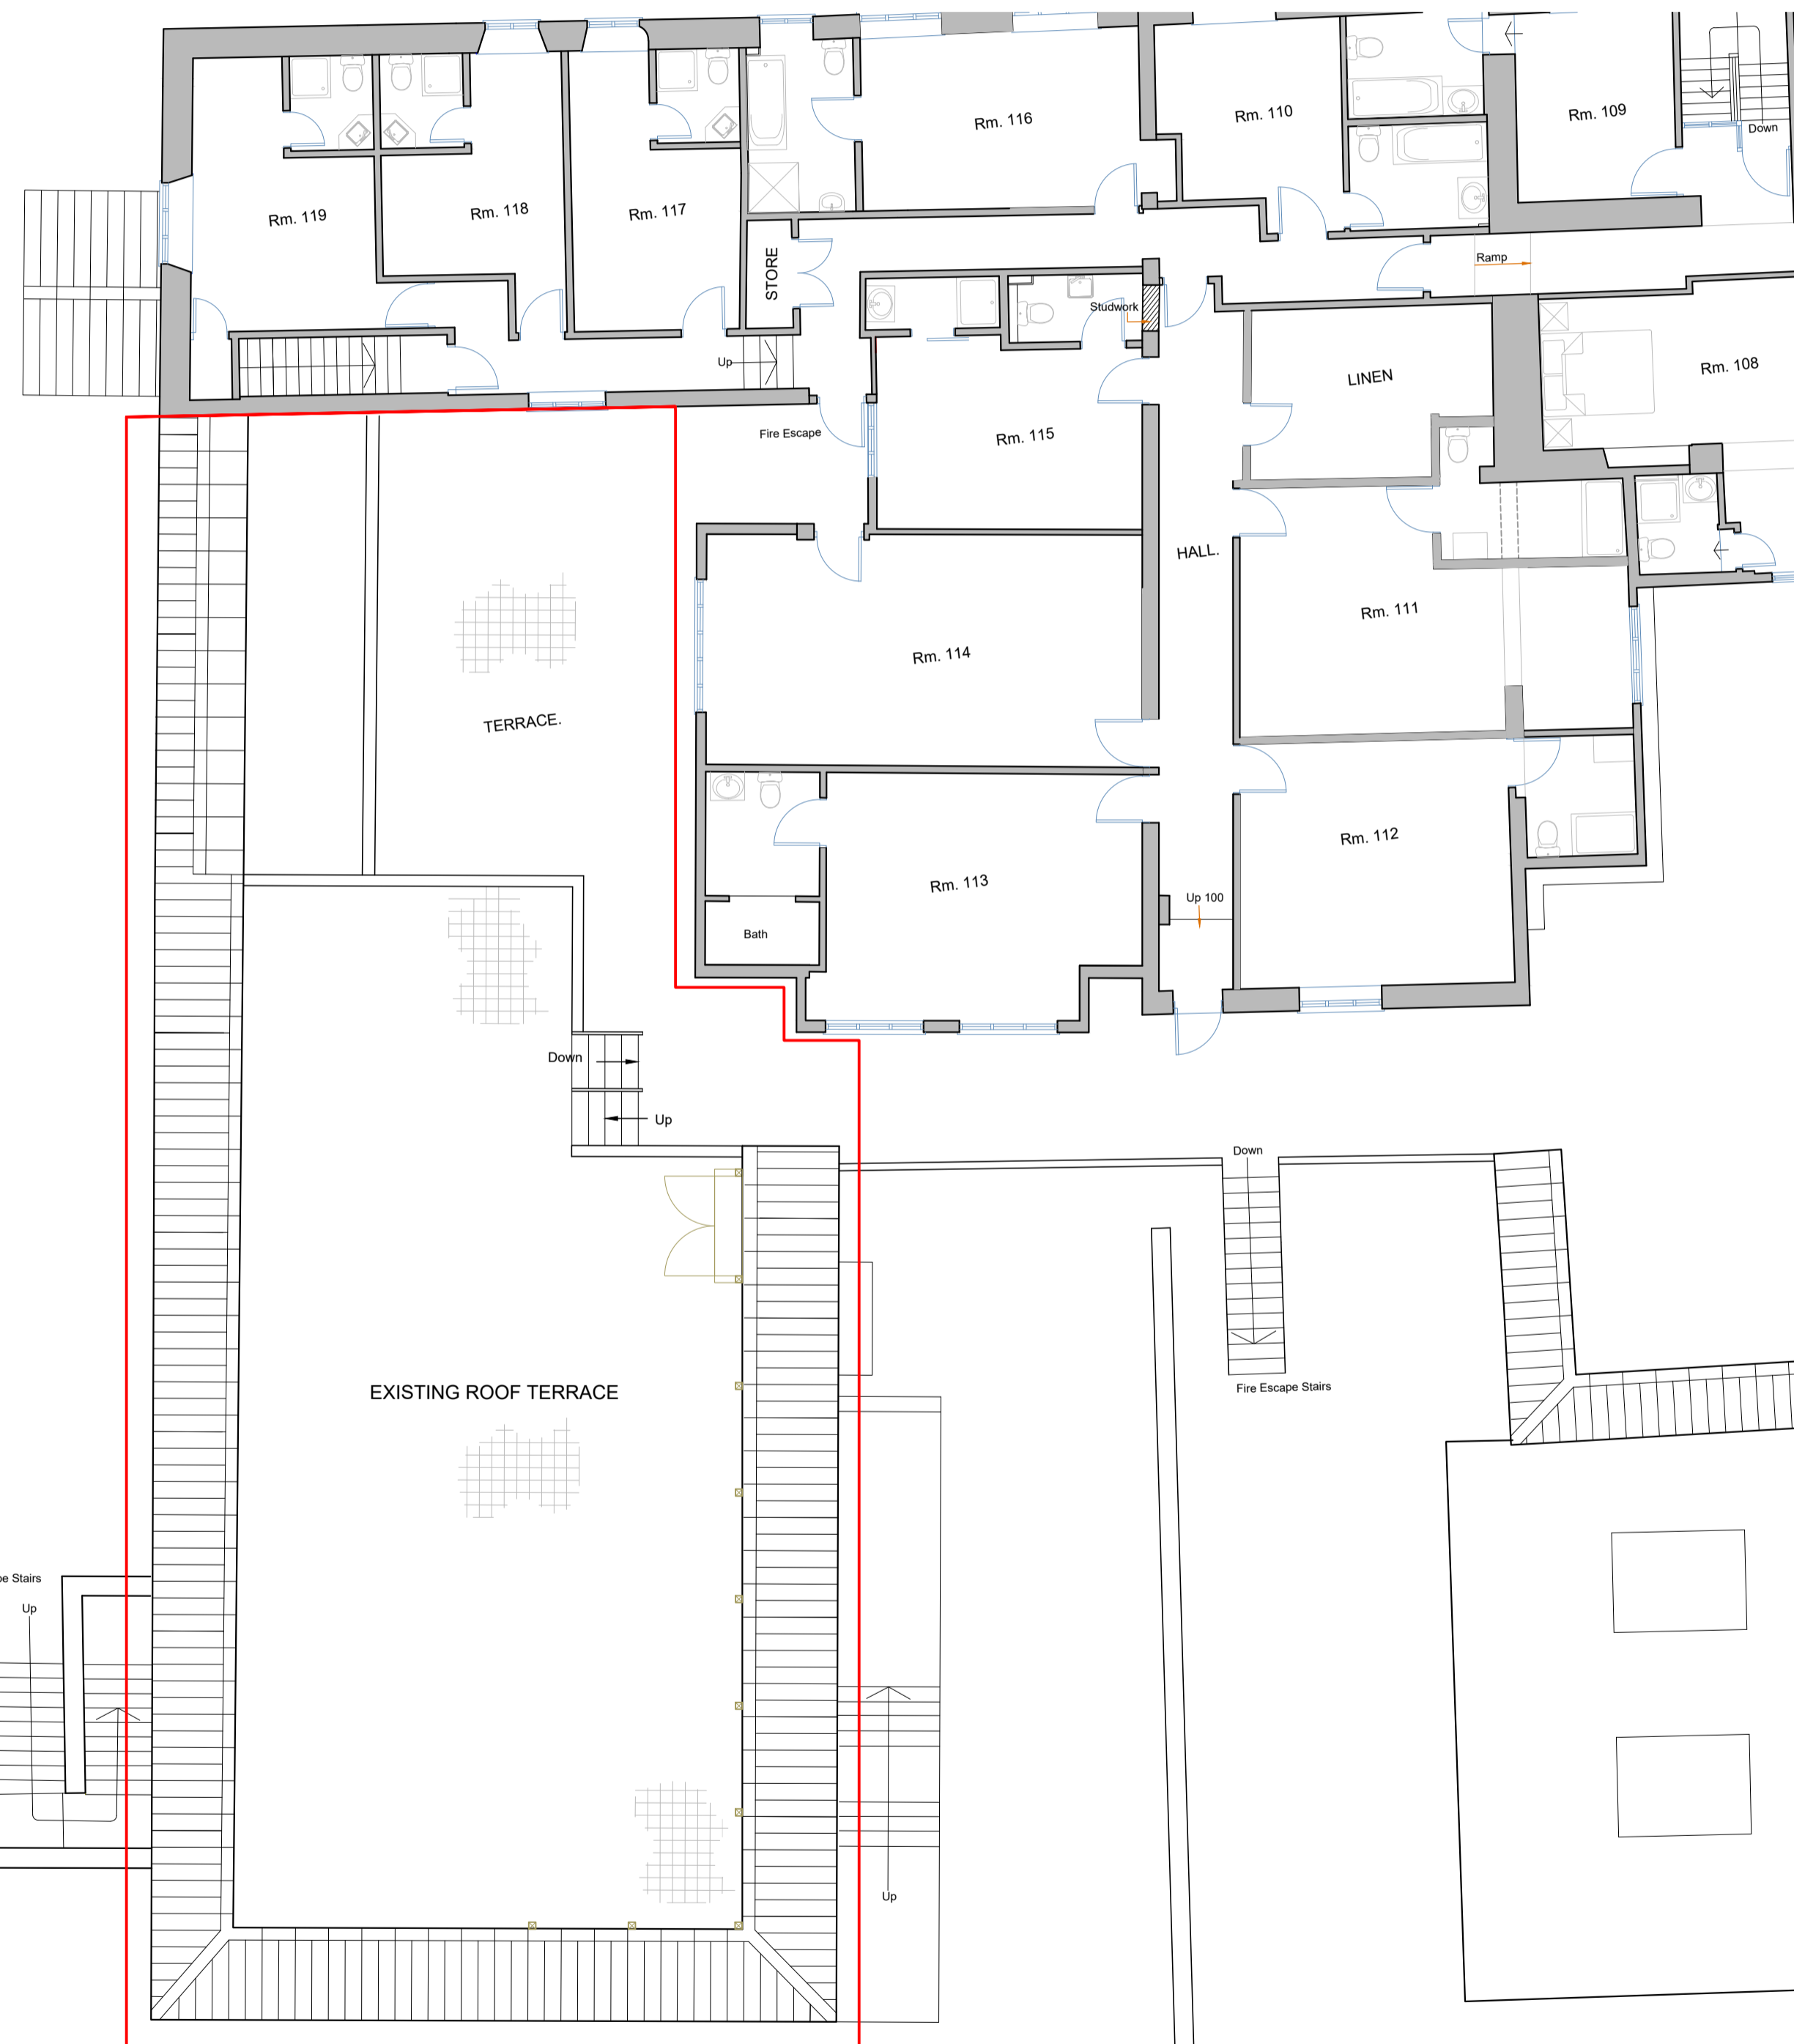 Rm. 116
Rm. 110
Rm. 109
Down
Rm. 119
Rm. 118
Rm. 117
STORE
Ramp
Studwork
Up
LINEN
Rm. 108
Fire Escape
Rm. 115
HALL.
Rm. 111
Rm. 114
TERRACE.
Rm. 112
Rm. 113
Up 100
Bath
Down
Up
Down
EXISTING ROOF TERRACE
Fire Escape Stairs
Stairs
Up
Up